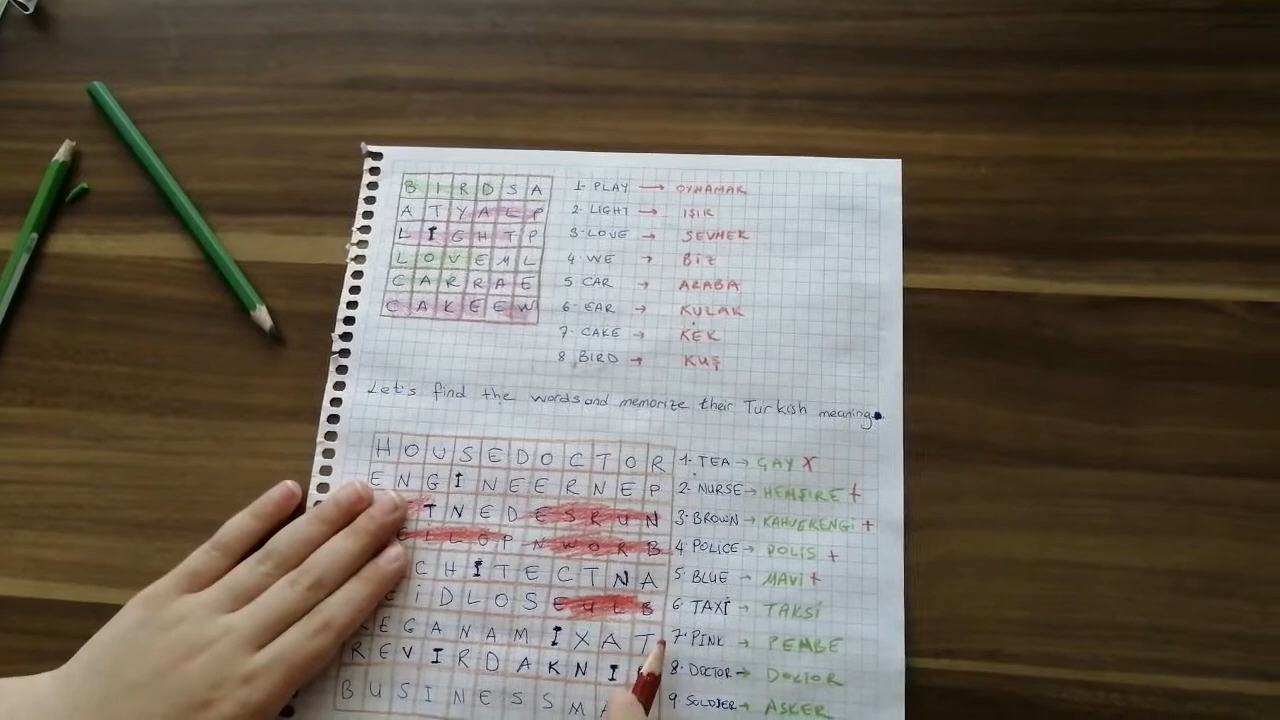 B I R D S A
A T Y A L P
L I G H T P
L O V E M L
C A R R A E
C A K E E W
1- PLAY → OYNAMAK
2- LIGHT → IŞIK
3- LOVE → SEVMEK
4- WE → BİZ
5 CAR → ARABA
6- EAR → KULAK
7- CAKE → KEK
8 BIRD → KUŞ
Let's find the words and memorize their Turkish meaning.
H O U S E D O C T O R
E N G I N E E R N E P
T N E D E S R U N
O P N W O R B
C H I T E C T N A
İ D L O S E U L B
E G A N A M I X A T
R E V I R D A K N I
B U S I N E S S M
1- TEA → ÇAY X
2- NURSE → HEMŞİRE +
3- BROWN → KAHVERENGİ +
4 POLICE → POLİS +
5- BLUE → MAVİ +
6- TAXİ → TAKSİ
7- PINK → PEMBE
8- DOCTOR → DOKTOR
9- SOLDIER → ASKER